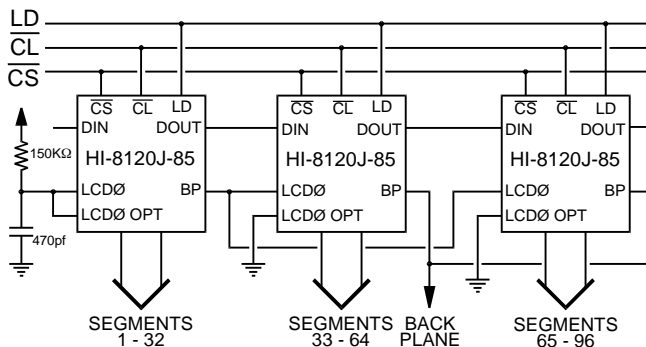 LD
CL
CS
CS CL LD
DIN DOUT
HI-8120J-85
LCDØ BP
LCDØ OPT
150KΩ
470pf
SEGMENTS
1 - 32
CS CL LD
DIN DOUT
HI-8120J-85
LCDØ BP
LCDØ OPT
SEGMENTS
33 - 64
BACK
PLANE
CS CL LD
DIN DOUT
HI-8120J-85
LCDØ BP
LCDØ OPT
SEGMENTS
65 - 96